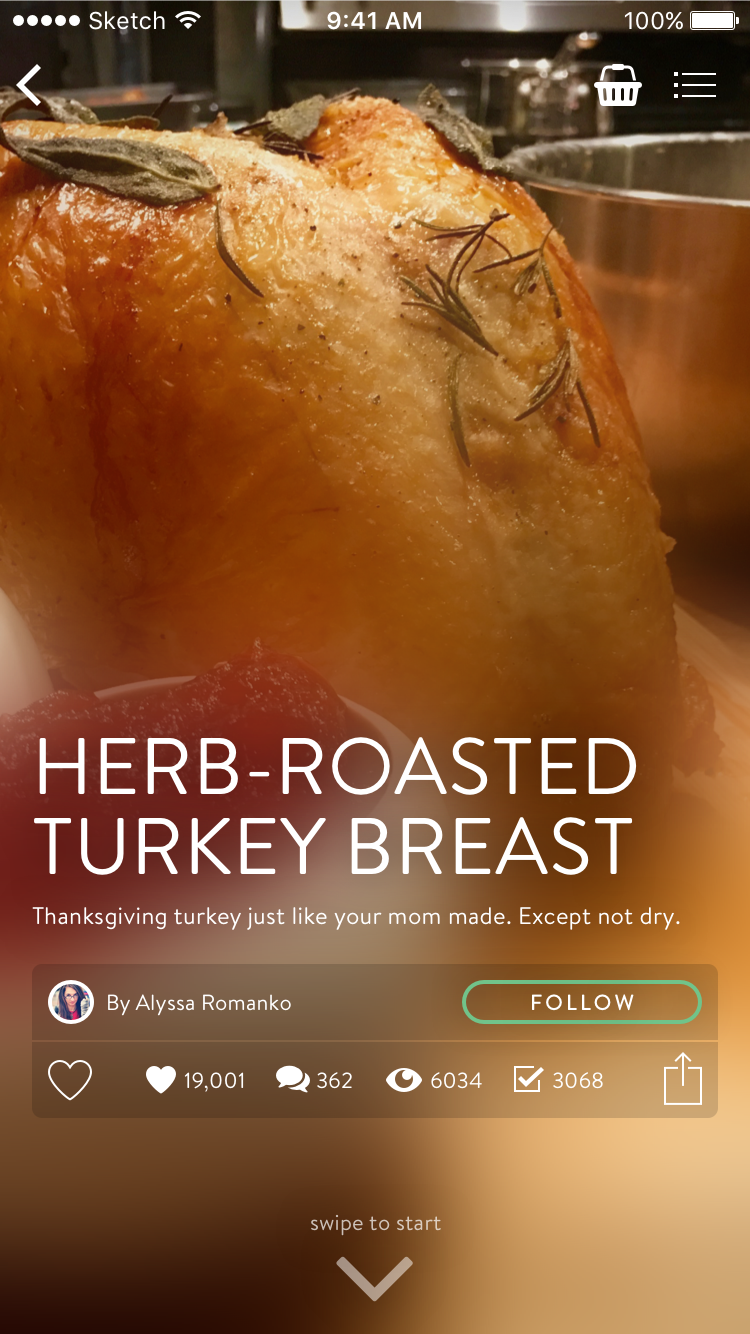 Sketch 9:41 AM 100%
HERB-ROASTED
TURKEY BREAST
Thanksgiving turkey just like your mom made. Except not dry.
By Alyssa Romanko FOLLOW
19,001 362 6034 3068
swipe to start